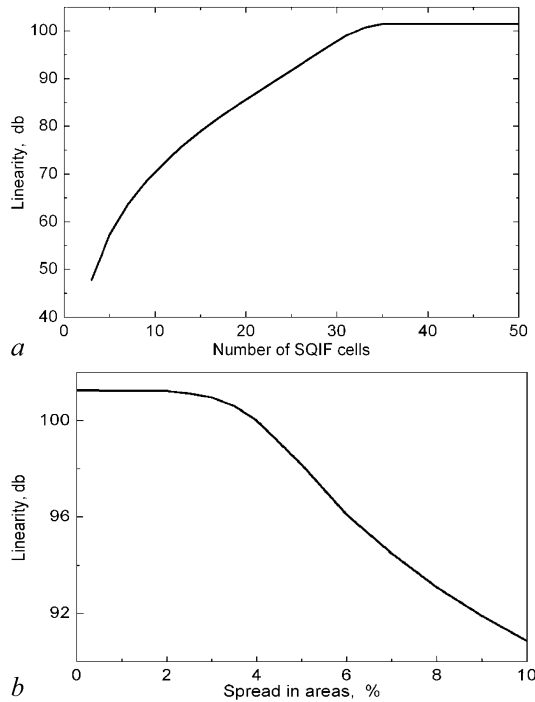 100
90
80
70
60
50
40
Linearity, db
0 10 20 30 40 50
a
Number of SQIF cells
100
96
92
Linearity, db
0 2 4 6 8 10
b
Spread in areas, %